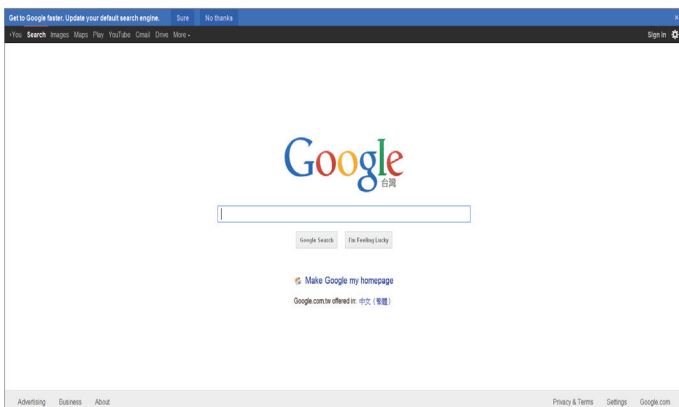 Get to Google faster. Update your default search engine. Sure No thanks ×
+You Search Images Maps Play YouTube Gmail Drive More Sign in
Google
台灣
Google Search I'm Feeling Lucky
Make Google my homepage
Google.com.tw offered in: 中文（繁體）
Advertising Business About Privacy & Terms Settings Google.com